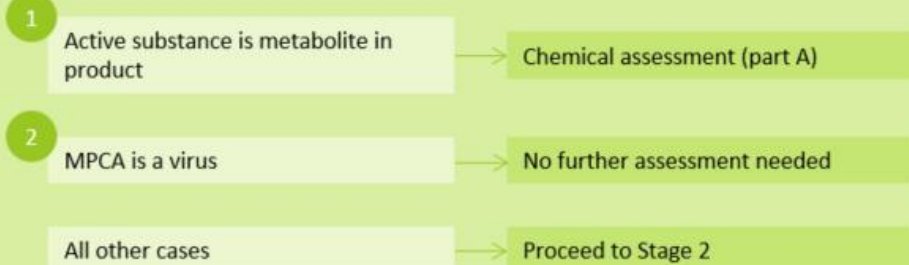 1
Active substance is metabolite in
product
Chemical assessment (part A)
2
MPCA is a virus
No further assessment needed
All other cases
Proceed to Stage 2